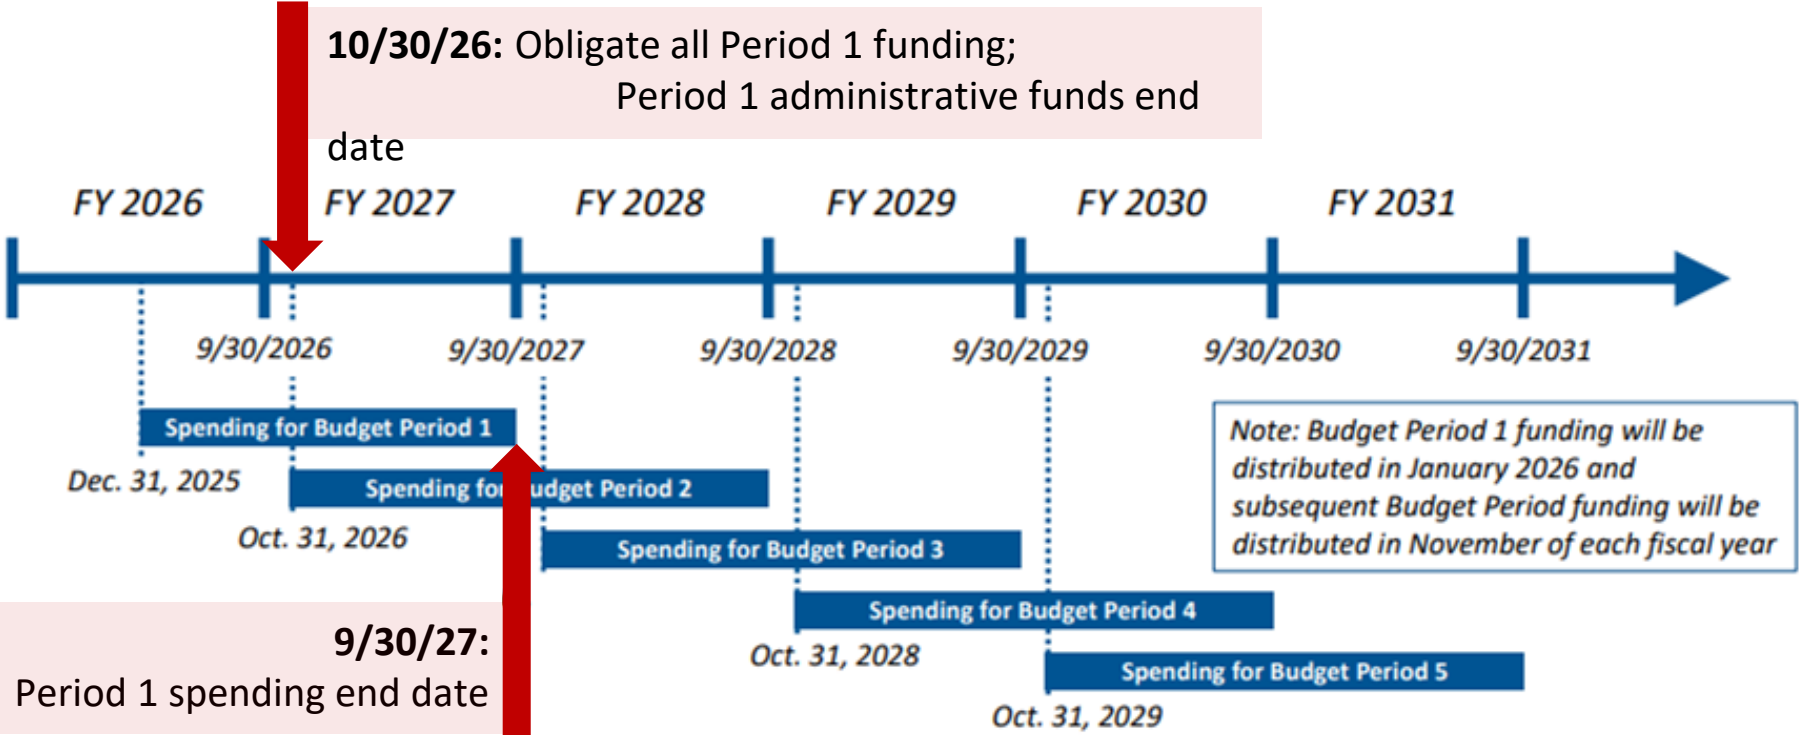 10/30/26: Obligate all Period 1 funding;
Period 1 administrative funds end
date
FY 2026
FY 2027
FY 2028
FY 2029
FY 2030
FY 2031
9/30/2026
9/30/2027
9/30/2028
9/30/2029
9/30/2030
9/30/2031
Spending for Budget Period 1
Dec. 31, 2025
Spending for udget Period 2
Oct. 31, 2026
Spending for Budget Period 3
Spending for Budget Period 4
Oct. 31, 2028
Spending for Budget Period 5
Oct. 31, 2029
Note: Budget Period 1 funding will be
distributed in January 2026 and
subsequent Budget Period funding will be
distributed in November of each fiscal year
9/30/27:
Period 1 spending end date